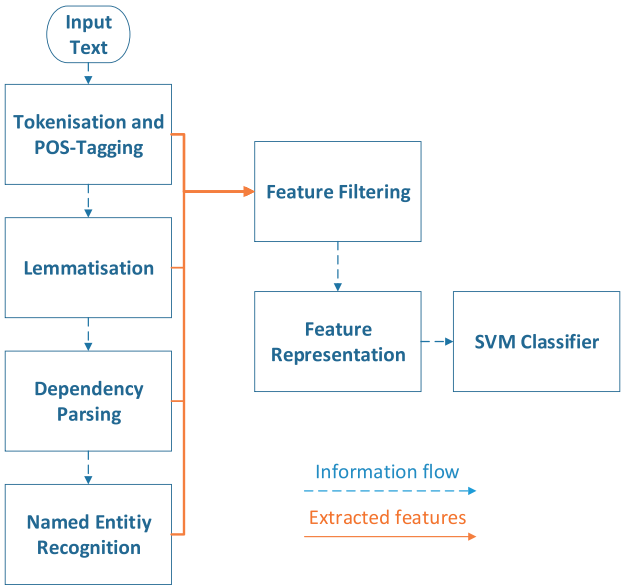 Input
Text
Tokenisation and
POS-Tagging
Lemmatisation
Dependency
Parsing
Named Entitiy
Recognition
Feature Filtering
Feature
Representation
SVM Classifier
Information flow
Extracted features